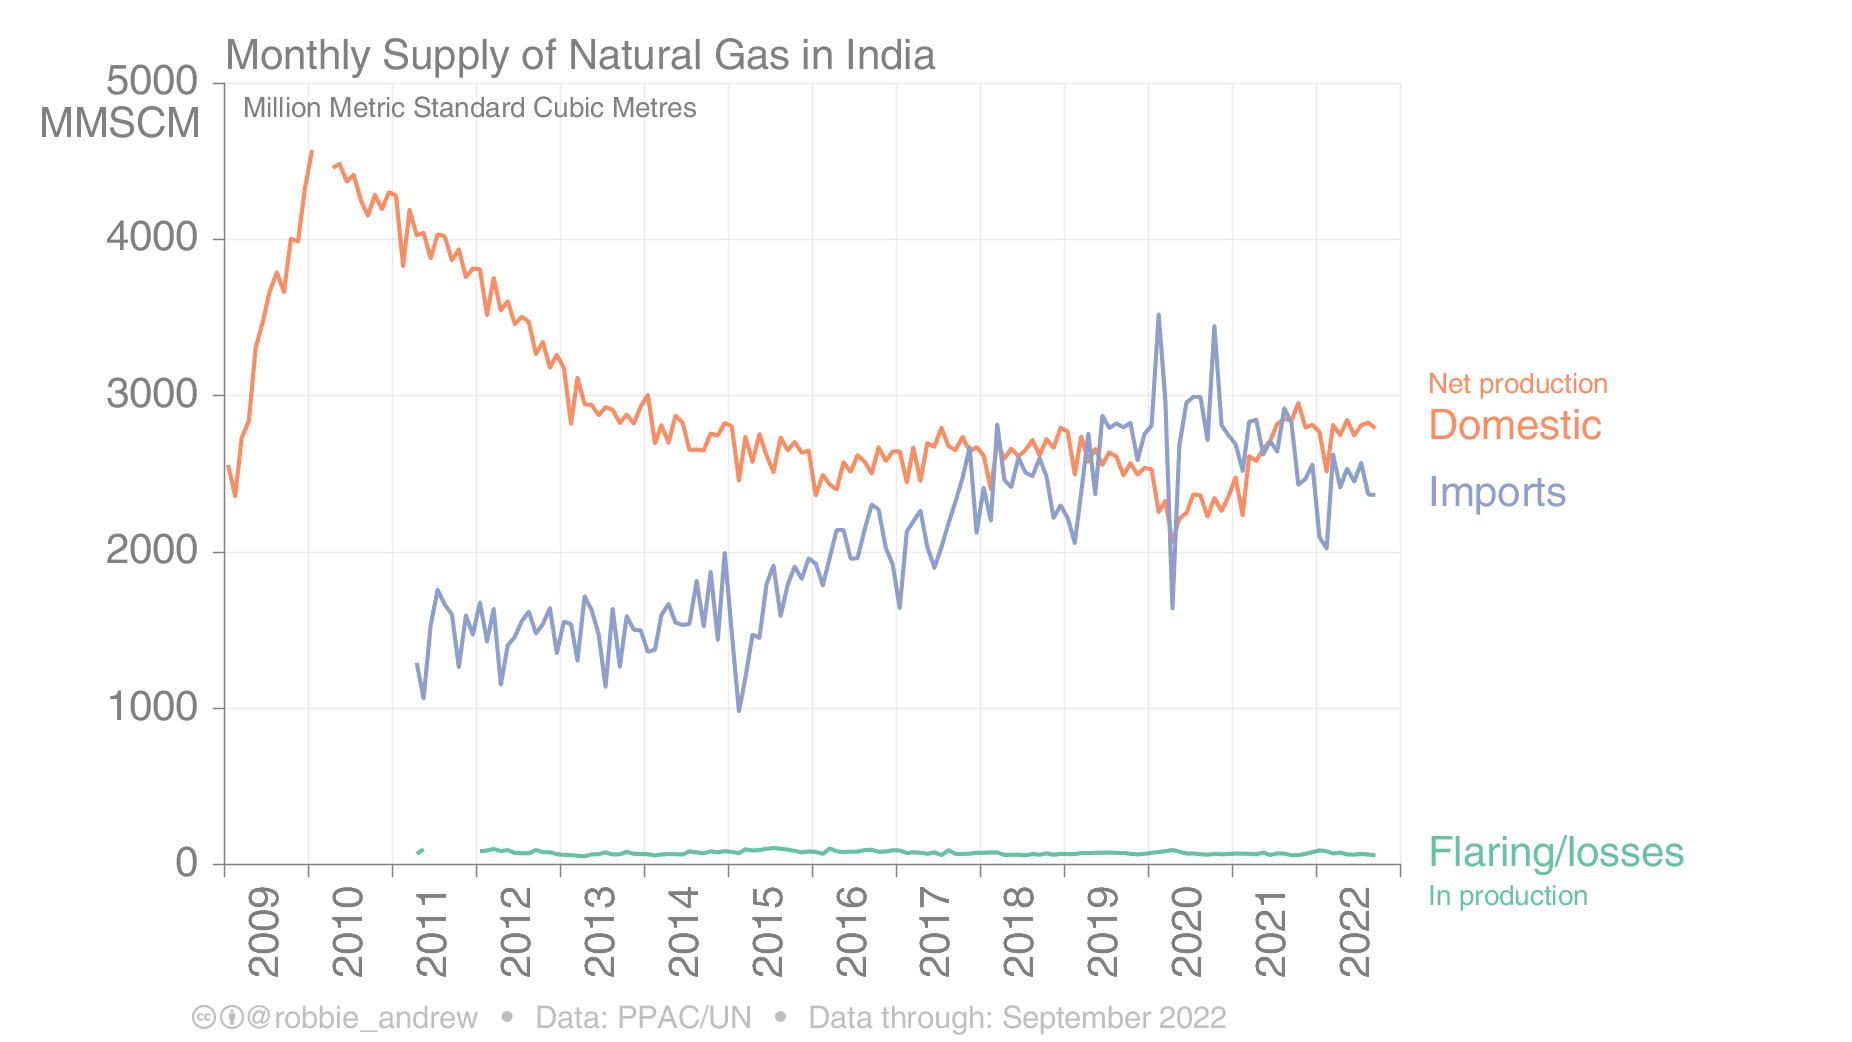 Monthly Supply of Natural Gas in India
5000
MMSCM
Million Metric Standard Cubic Metres
4000
3000
2000
1000
0
Net production
Domestic
Imports
Flaring/losses
In production
2009
2010
2011
2012
2013
2014
2015
2016
2017
2018
2019
2020
2021
2022
@robbie_andrew • Data: PPAC/UN • Data through: September 2022